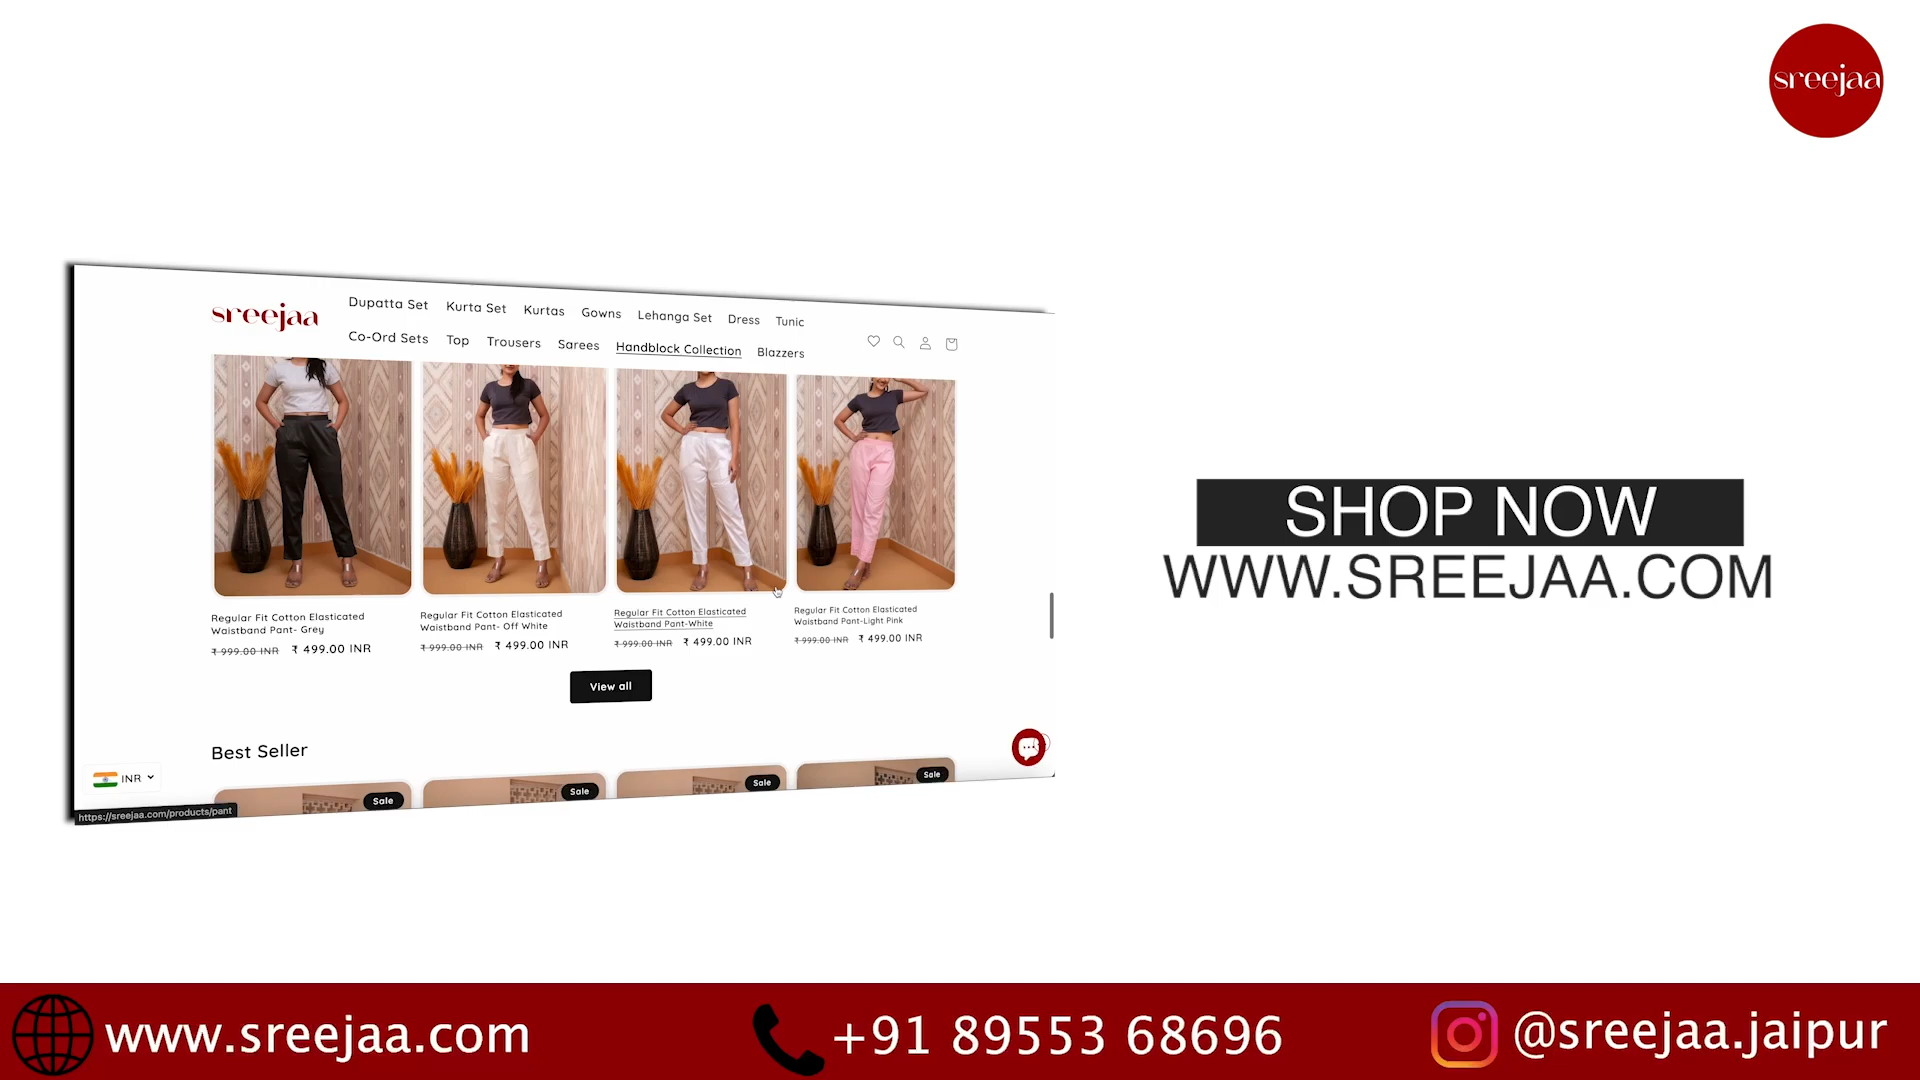 sreejaa
sreejaa
Dupatta Set Kurta Set Kurtas Gowns Lehanga Set Dress Tunic
Co-Ord Sets Top Trousers Sarees Handblock Collection Blazzers
Regular Fit Cotton Elasticated
Waistband Pant- Grey
₹ 999.00 INR ₹ 499.00 INR
Regular Fit Cotton Elasticated
Waistband Pant- Off White
₹ 999.00 INR ₹ 499.00 INR
Regular Fit Cotton Elasticated
Waistband Pant-White
₹ 999.00 INR ₹ 499.00 INR
Regular Fit Cotton Elasticated
Waistband Pant-Light Pink
₹ 999.00 INR ₹ 499.00 INR
View all
Best Seller
INR
Sale
Sale
Sale
Sale
https://sreejaa.com/products/pant
SHOP NOW
WWW.SREEJAA.COM
www.sreejaa.com
+91 89553 68696
@sreejaa.jaipur